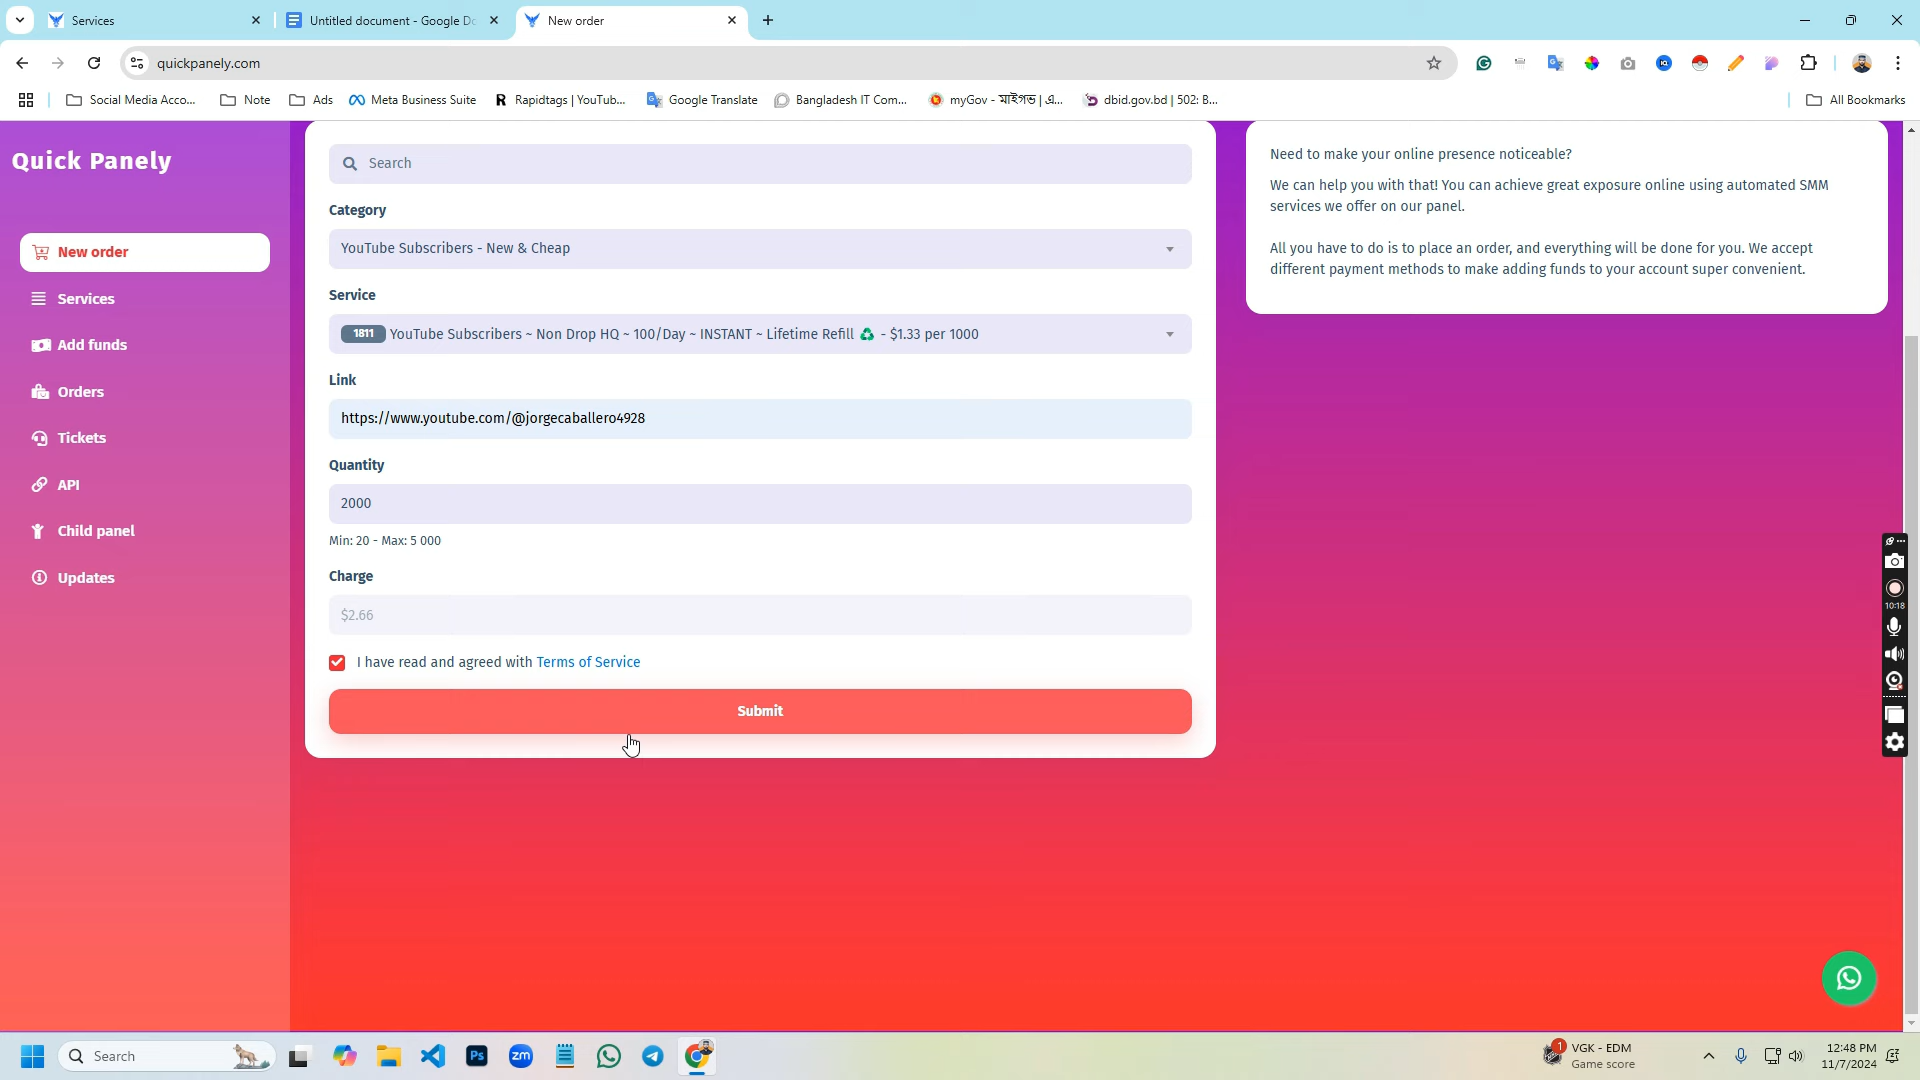 Services
Untitled document - Google Do
New order
quickpanely.com
Social Media Acco...
Note
Ads
Meta Business Suite
Rapidtags | YouTub...
Google Translate
Bangladesh IT Com...
myGov - মাইগভ | এ...
dbid.gov.bd | 502: B...
All Bookmarks
Quick Panely
New order
Services
Add funds
Orders
Tickets
API
Child panel
Updates
Search
Category
YouTube Subscribers - New & Cheap
Service
1811 YouTube Subscribers ~ Non Drop HQ ~ 100/Day ~ INSTANT ~ Lifetime Refill ♻️ - $1.33 per 1000
Link
https://www.youtube.com/@jorgecaballero4928
Quantity
2000
Min: 20 - Max: 5 000
Charge
$2.66
I have read and agreed with Terms of Service
Submit
Need to make your online presence noticeable?
We can help you with that! You can achieve great exposure online using automated SMM
services we offer on our panel.
All you have to do is to place an order, and everything will be done for you. We accept
different payment methods to make adding funds to your account super convenient.
10:18
Search
Ps
zm
1
VGK - EDM
Game score
12:48 PM
11/7/2024